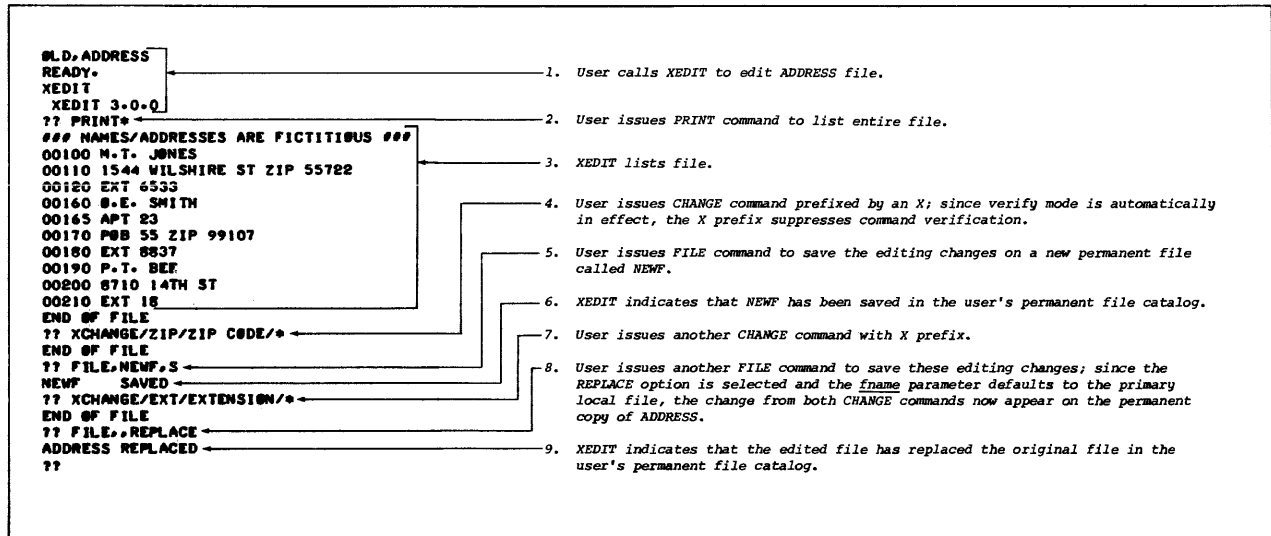 OLD,ADDRESS
READY.
XEDIT
XEDIT 3.0.0
?? PRINT*
### NAMES/ADDRESSES ARE FICTITIOUS ###
00100 M.T. JONES
00110 1544 WILSHIRE ST ZIP 55722
00120 EXT 6533
00160 O.E. SMITH
00165 APT 23
00170 POB 55 ZIP 99107
00180 EXT 8837
00190 P.T. BEE
00200 6710 14TH ST
00210 EXT 18
END OF FILE
?? XCHANGE/ZIP/ZIP CODE/*
END OF FILE
?? FILE,NEWF,S
NEWF SAVED
?? XCHANGE/EXT/EXTENSION/*
END OF FILE
?? FILE,,REPLACE
ADDRESS REPLACED
??
1. User calls XEDIT to edit ADDRESS file.
2. User issues PRINT command to list entire file.
3. XEDIT lists file.
4. User issues CHANGE command prefixed by an X; since verify mode is automatically
in effect, the X prefix suppresses command verification.
5. User issues FILE command to save the editing changes on a new permanent file
called NEWF.
6. XEDIT indicates that NEWF has been saved in the user's permanent file catalog.
7. User issues another CHANGE command with X prefix.
8. User issues another FILE command to save these editing changes; since the
REPLACE option is selected and the fname parameter defaults to the primary
local file, the change from both CHANGE commands now appear on the permanent
copy of ADDRESS.
9. XEDIT indicates that the edited file has replaced the original file in the
user's permanent file catalog.